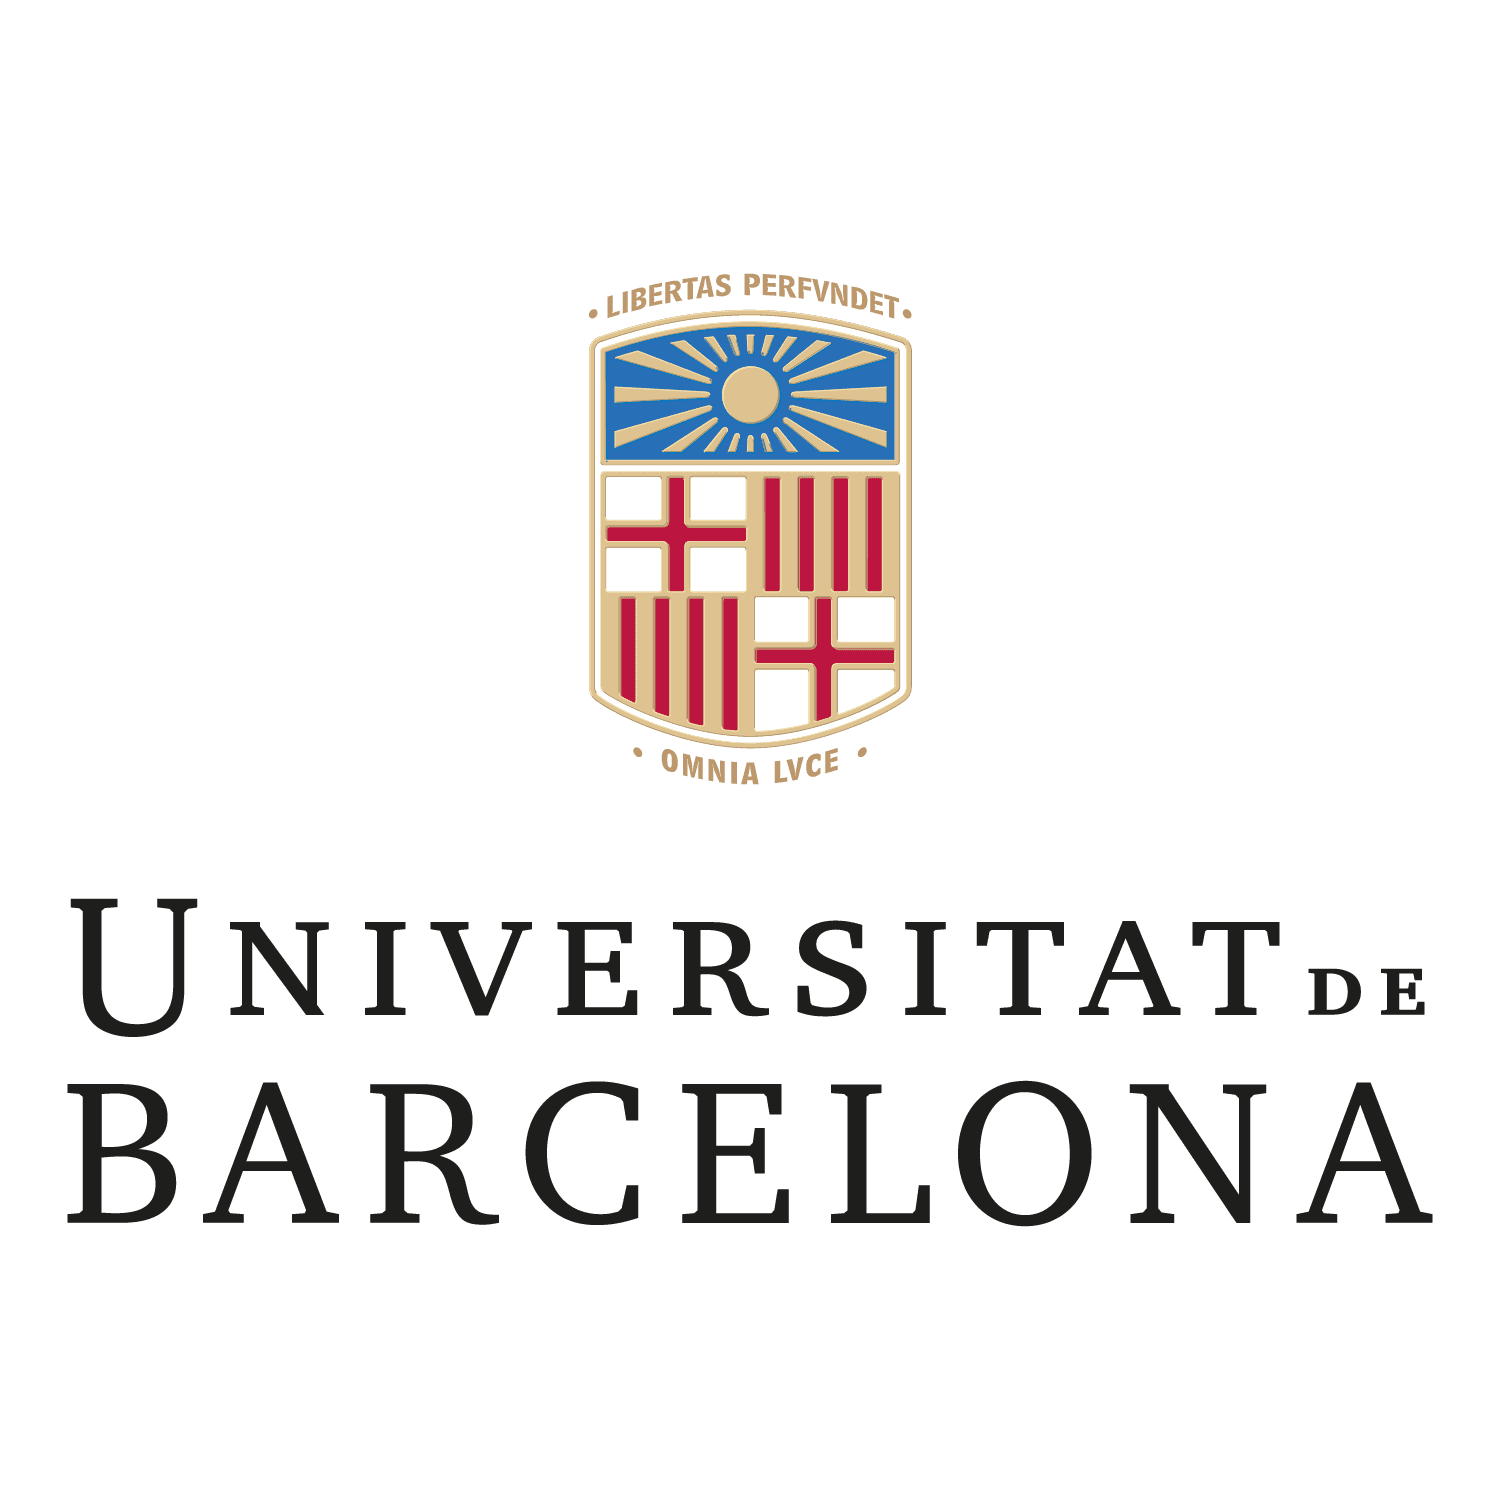 · LIBERTAS PERFVNDET ·
· OMNIA LVCE ·
UNIVERSITAT DE
BARCELONA